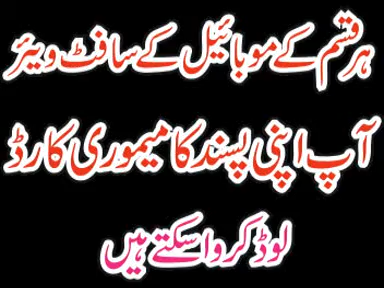 ہر قسم کے موبائیل کے سافٹ ویئر
آپ اپنی پسند کا میموری کارڈ
لوڈ کروا سکتے ہیں